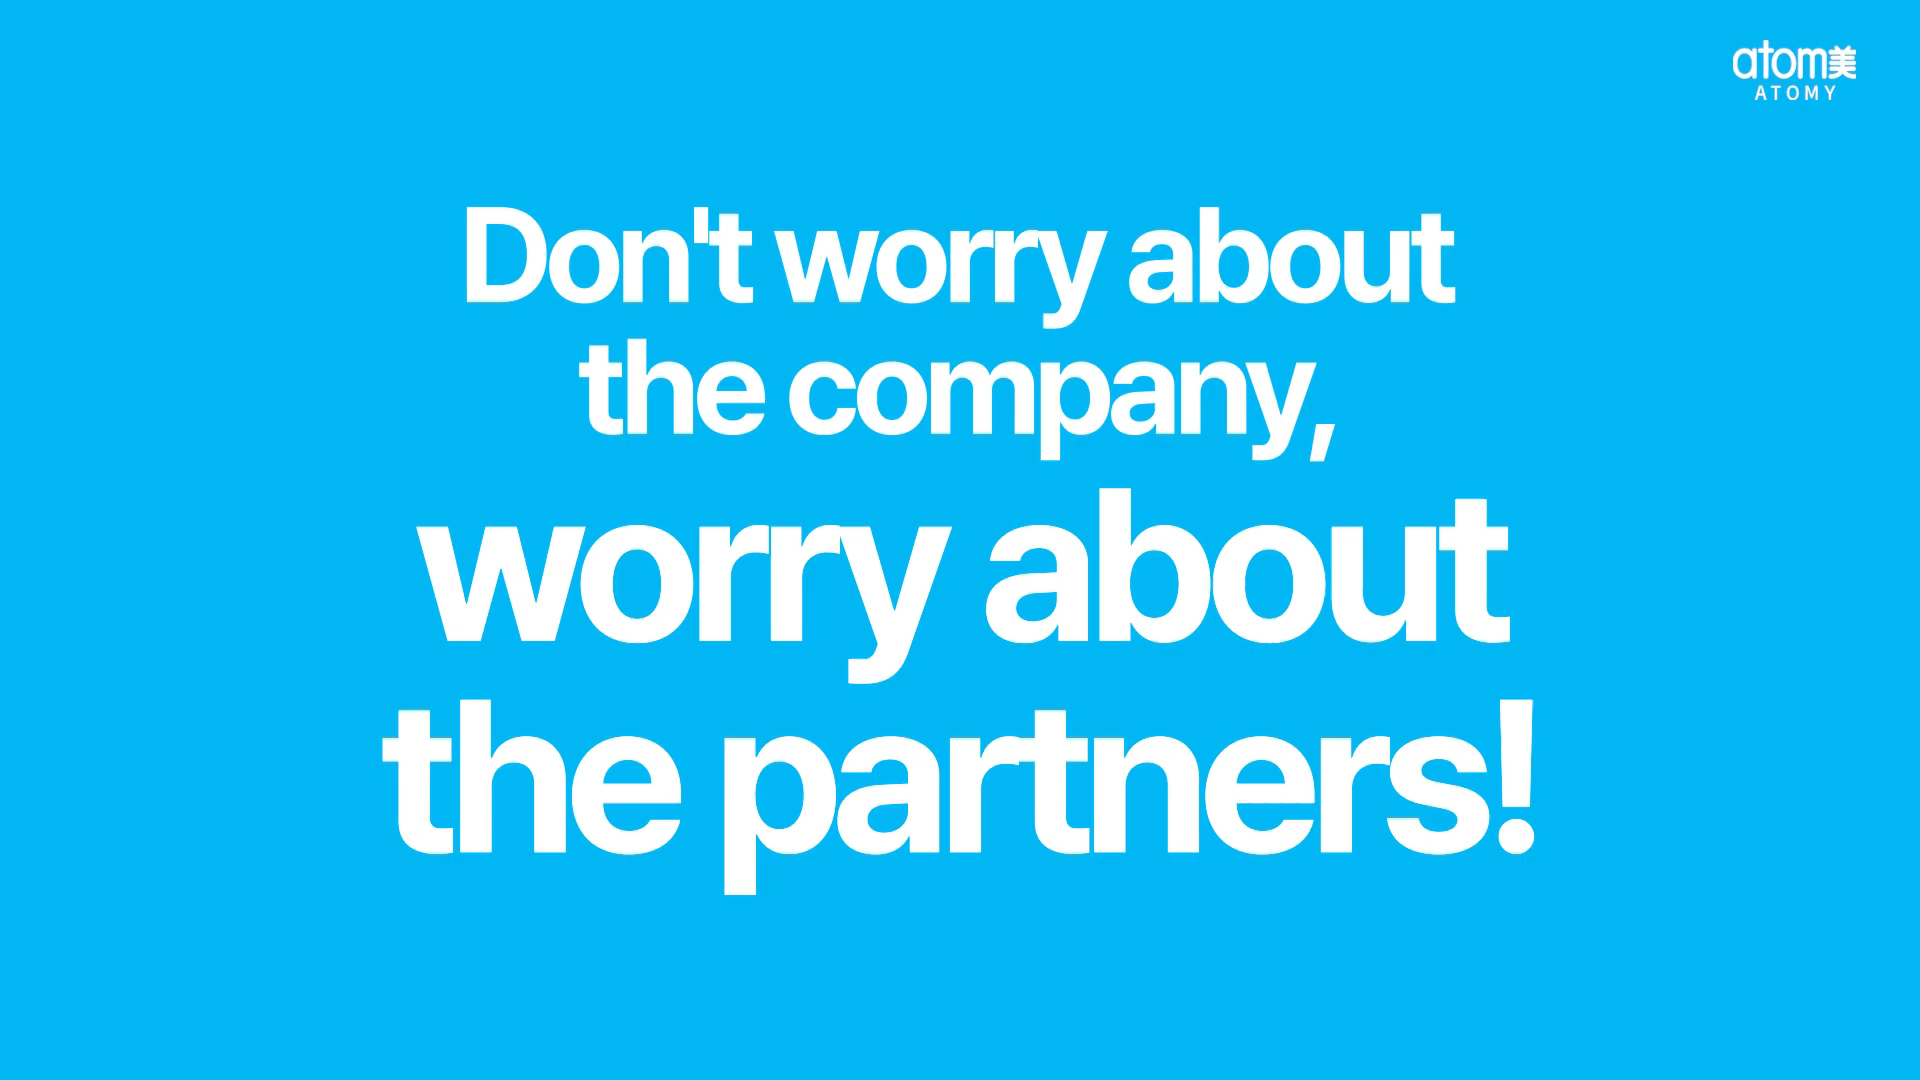 atom美
ATOMY
Don't worry about
the company,
worry about
the partners!